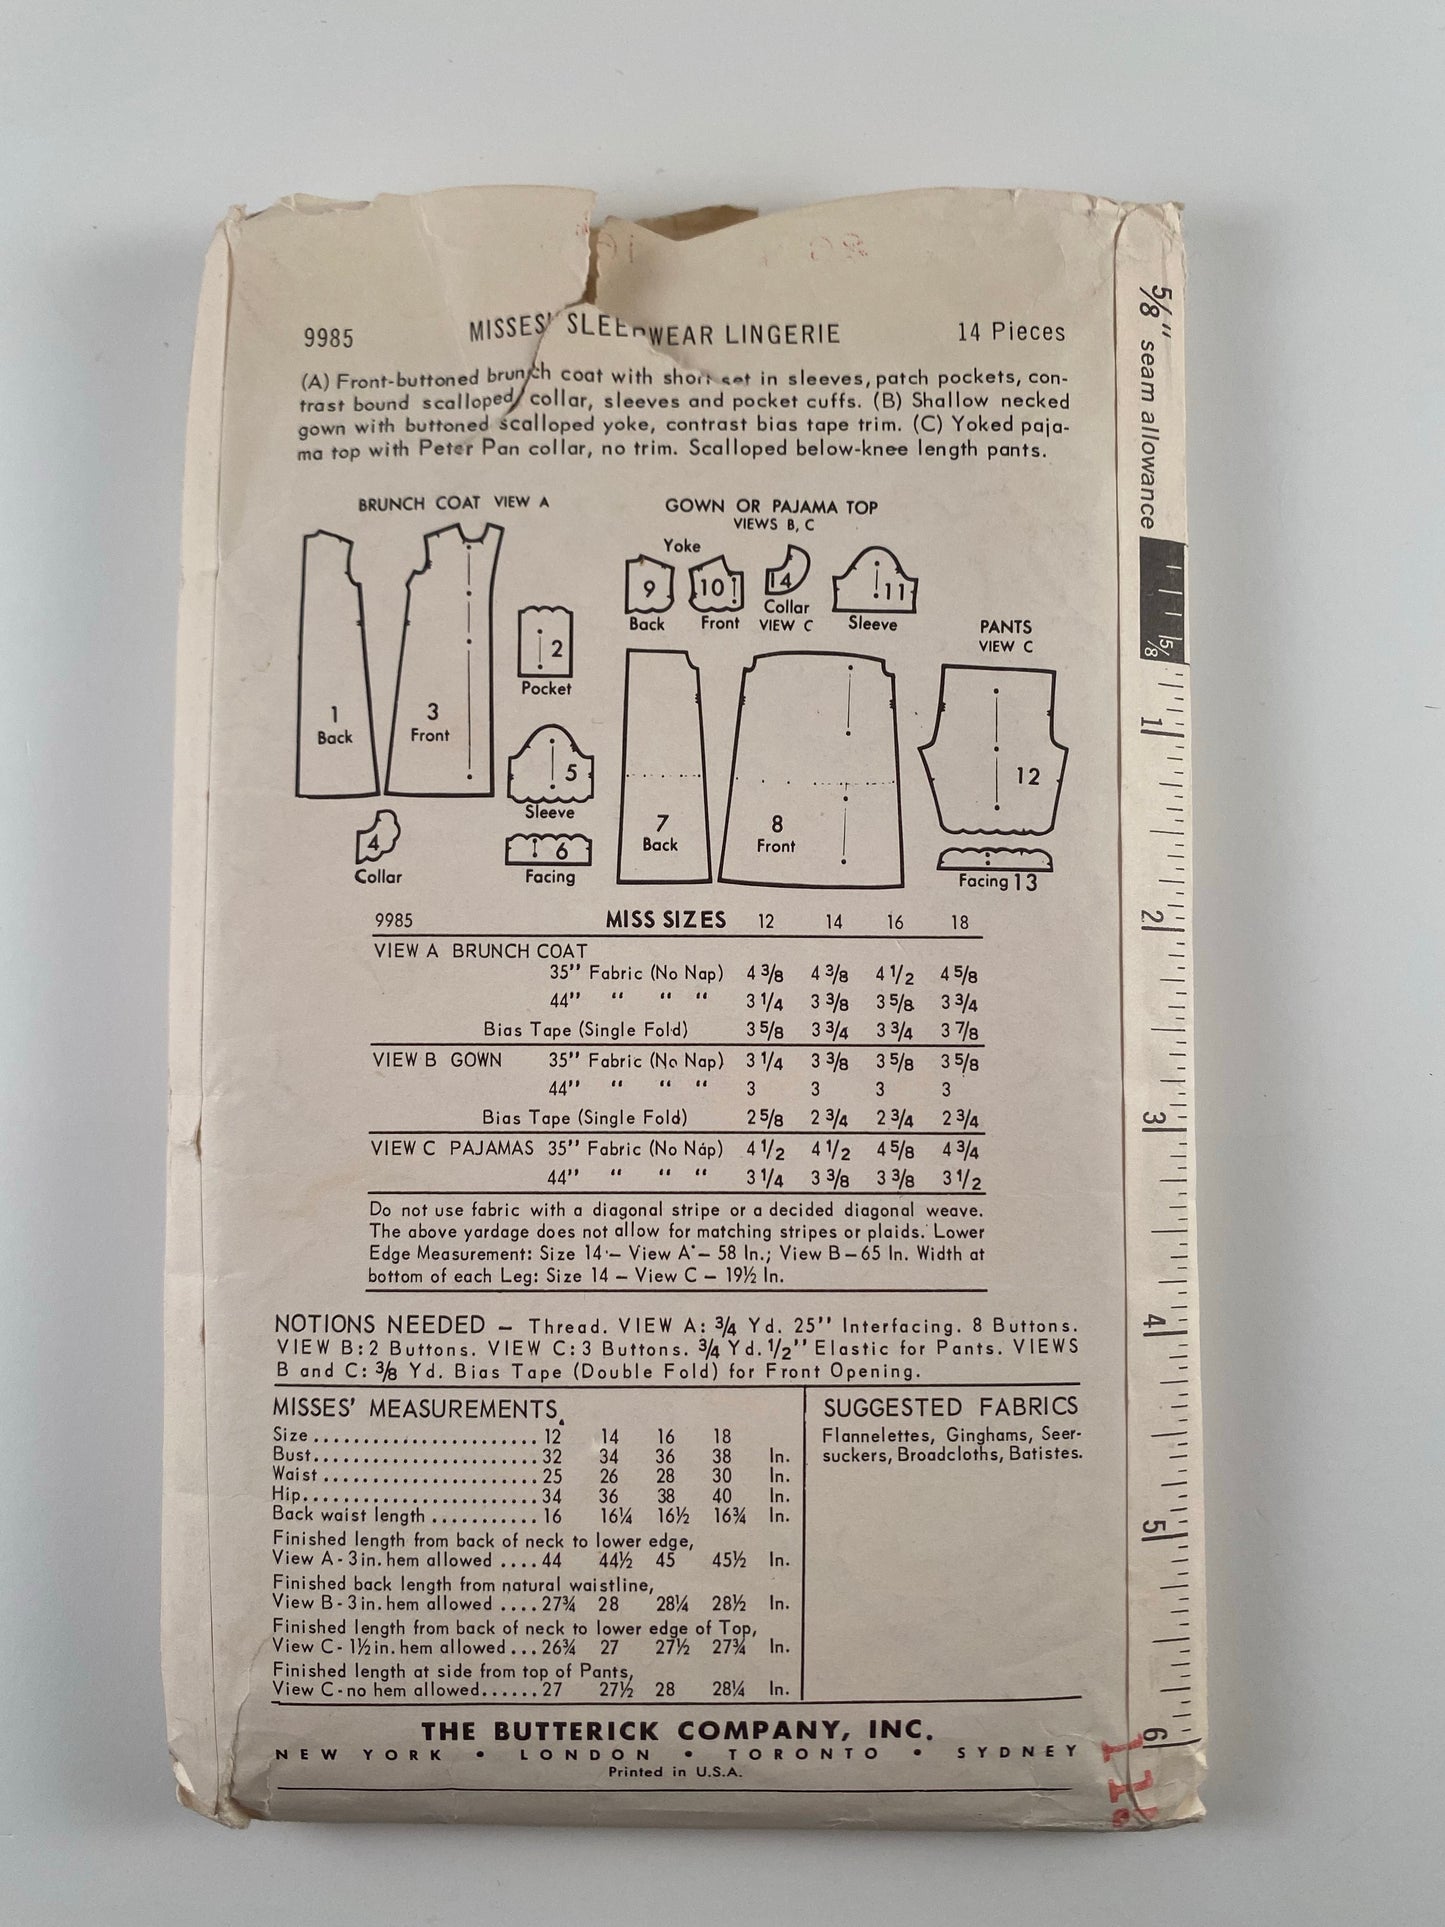 9985 MISSES' SLEEPWEAR LINGERIE 14 Pieces
(A) Front-buttoned brunch coat with short set in sleeves, patch pockets, con-
trast bound scalloped collar, sleeves and pocket cuffs. (B) Shallow necked
gown with buttoned scalloped yoke, contrast bias tape trim. (C) Yoked paja-
ma top with Peter Pan collar, no trim. Scalloped below-knee length pants.
BRUNCH COAT VIEW A
1
Back
3
Front
2
Pocket
5
Sleeve
4
Collar
6
Facing
GOWN OR PAJAMA TOP
VIEWS B, C
Yoke
9
Back
10
Front
14
Collar
VIEW C
11
Sleeve
7
Back
8
Front
PANTS
VIEW C
12
Facing 13
9985 MISS SIZES 12 14 16 18
VIEW A BRUNCH COAT
35" Fabric (No Nap) 4 3/8 4 3/8 4 1/2 4 5/8
44" " " " 3 1/4 3 3/8 3 5/8 3 3/4
Bias Tape (Single Fold) 3 5/8 3 3/4 3 3/4 3 7/8
VIEW B GOWN 35" Fabric (No Nap) 3 1/4 3 3/8 3 5/8 3 5/8
44" " " " 3 3 3 3
Bias Tape (Single Fold) 2 5/8 2 3/4 2 3/4 2 3/4
VIEW C PAJAMAS 35" Fabric (No Nap) 4 1/2 4 1/2 4 5/8 4 3/4
44" " " " 3 1/4 3 3/8 3 3/8 3 1/2
Do not use fabric with a diagonal stripe or a decided diagonal weave.
The above yardage does not allow for matching stripes or plaids. Lower
Edge Measurement: Size 14 – View A – 58 In.; View B – 65 In. Width at
bottom of each Leg: Size 14 – View C – 19½ In.
NOTIONS NEEDED – Thread. VIEW A: 3/4 Yd. 25" Interfacing. 8 Buttons.
VIEW B: 2 Buttons. VIEW C: 3 Buttons. 3/4 Yd. 1/2" Elastic for Pants. VIEWS
B and C: 3/8 Yd. Bias Tape (Double Fold) for Front Opening.
MISSES' MEASUREMENTS
Size ....................... 12 14 16 18
Bust....................... 32 34 36 38 In.
Waist ...................... 25 26 28 30 In.
Hip........................ 34 36 38 40 In.
Back waist length ........... 16 16¼ 16½ 16¾ In.
Finished length from back of neck to lower edge,
View A - 3 in. hem allowed .... 44 44½ 45 45½ In.
Finished back length from natural waistline,
View B - 3 in. hem allowed .... 27¾ 28 28¼ 28½ In.
Finished length from back of neck to lower edge of Top,
View C - 1½ in. hem allowed ... 26¾ 27 27½ 27¾ In.
Finished length at side from top of Pants,
View C - no hem allowed...... 27 27½ 28 28¼ In.
SUGGESTED FABRICS
Flannelettes, Ginghams, Seer-
suckers, Broadcloths, Batistes.
THE BUTTERICK COMPANY, INC.
NEW YORK • LONDON • TORONTO • SYDNEY
Printed in U.S.A.
5/8" seam allowance
5/8
1
2
3
4
5
6